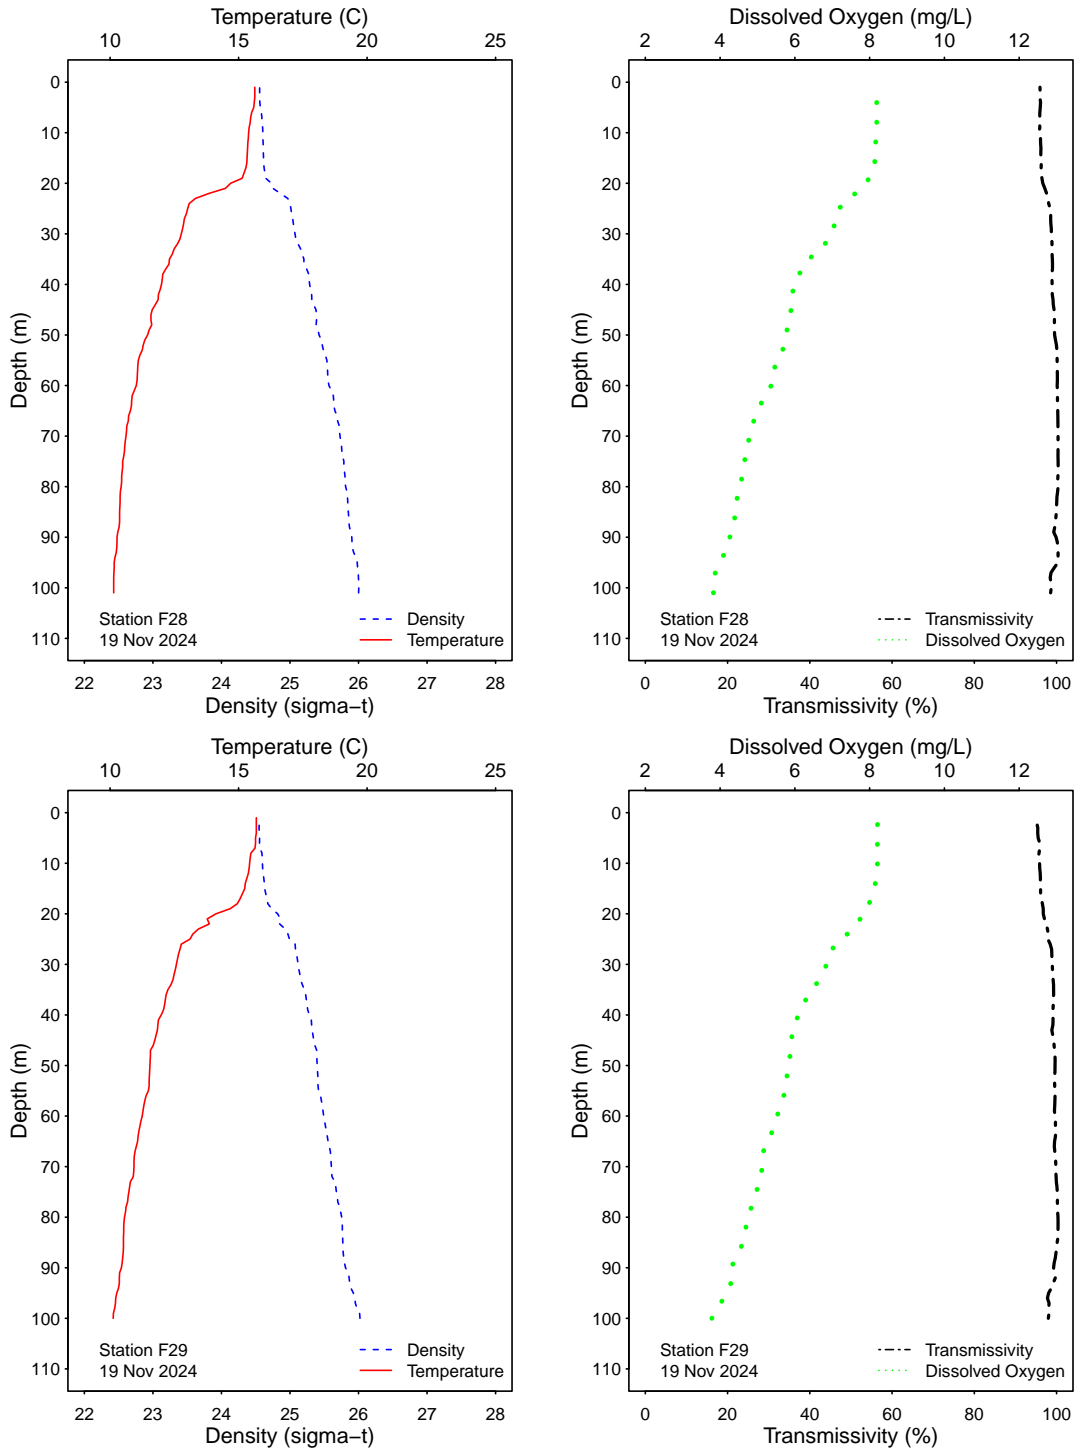 Temperature (C)
10 15 20 25
0
10
20
30
40
50
60
70
80
90
100
110
Depth (m)
Station F28
19 Nov 2024
Density
Temperature
22 23 24 25 26 27 28
Density (sigma−t)
Dissolved Oxygen (mg/L)
2 4 6 8 10 12
0
10
20
30
40
50
60
70
80
90
100
110
Depth (m)
Station F28
19 Nov 2024
Transmissivity
Dissolved Oxygen
0 20 40 60 80 100
Transmissivity (%)
Temperature (C)
10 15 20 25
0
10
20
30
40
50
60
70
80
90
100
110
Depth (m)
Station F29
19 Nov 2024
Density
Temperature
22 23 24 25 26 27 28
Density (sigma−t)
Dissolved Oxygen (mg/L)
2 4 6 8 10 12
0
10
20
30
40
50
60
70
80
90
100
110
Depth (m)
Station F29
19 Nov 2024
Transmissivity
Dissolved Oxygen
0 20 40 60 80 100
Transmissivity (%)